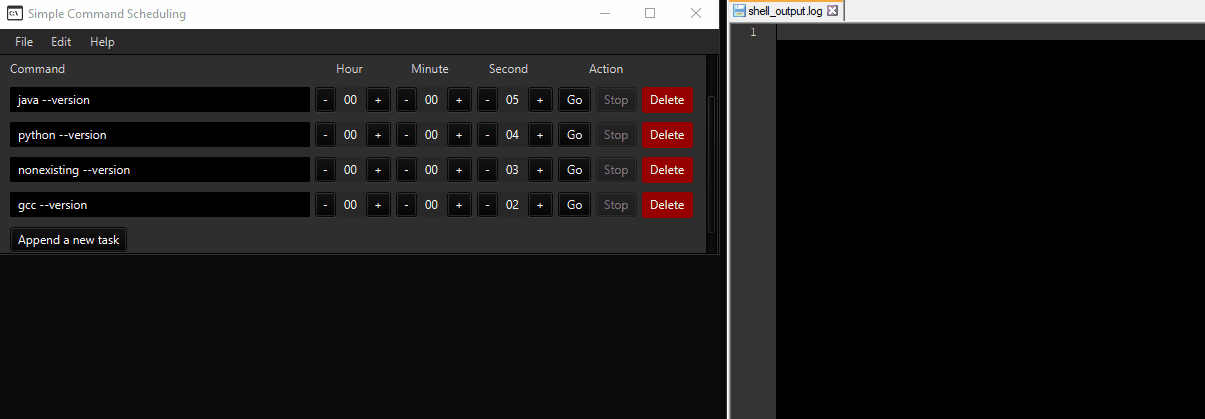 Simple Command Scheduling
File Edit Help
Command Hour Minute Second Action
java --version - 00 + - 00 + - 05 + Go Stop Delete
python --version - 00 + - 00 + - 04 + Go Stop Delete
nonexisting --version - 00 + - 00 + - 03 + Go Stop Delete
gcc --version - 00 + - 00 + - 02 + Go Stop Delete
Append a new task
shell_output.log
1